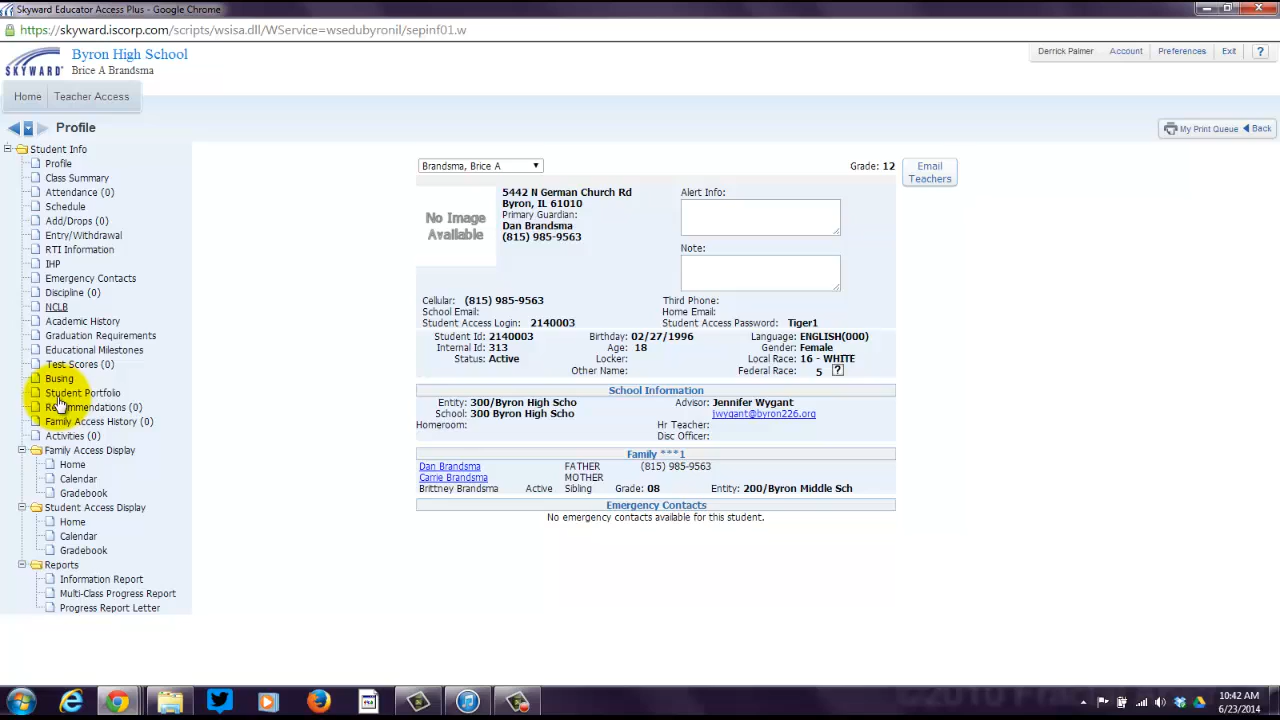 Skyward Educator Access Plus - Google Chrome
https://skyward.iscorp.com/scripts/wsisa.dll/WService=wsedubyronil/sepinf01.w
SKYWARD
Byron High School
Brice A Brandsma
Derrick Palmer Account Preferences Exit ?
Home Teacher Access
Profile
My Print Queue Back
Student Info
Profile
Class Summary
Attendance (0)
Schedule
Add/Drops (0)
Entry/Withdrawal
RTI Information
IHP
Emergency Contacts
Discipline (0)
NCLB
Academic History
Graduation Requirements
Educational Milestones
Test Scores (0)
Busing
Student Portfolio
Recommendations (0)
Family Access History (0)
Activities (0)
Family Access Display
Home
Calendar
Gradebook
Student Access Display
Home
Calendar
Gradebook
Reports
Information Report
Multi-Class Progress Report
Progress Report Letter
Brandsma, Brice A
Grade: 12
Email Teachers
No Image Available
5442 N German Church Rd
Byron, IL 61010
Primary Guardian:
Dan Brandsma
(815) 985-9563
Alert Info:
Note:
Cellular: (815) 985-9563 Third Phone:
School Email: Home Email:
Student Access Login: 2140003 Student Access Password: Tiger1
Student Id: 2140003 Birthday: 02/27/1996 Language: ENGLISH(000)
Internal Id: 313 Age: 18 Gender: Female
Status: Active Locker: Local Race: 16 - WHITE
Other Name: Federal Race: 5 ?
School Information
Entity: 300/Byron High Scho Advisor: Jennifer Wygant
School: 300 Byron High Scho jwygant@byron226.org
Homeroom: Hr Teacher:
Disc Officer:
Family ***1
Dan Brandsma FATHER (815) 985-9563
Carrie Brandsma MOTHER
Brittney Brandsma Active Sibling Grade: 08 Entity: 200/Byron Middle Sch
Emergency Contacts
No emergency contacts available for this student.
10:42 AM
6/23/2014